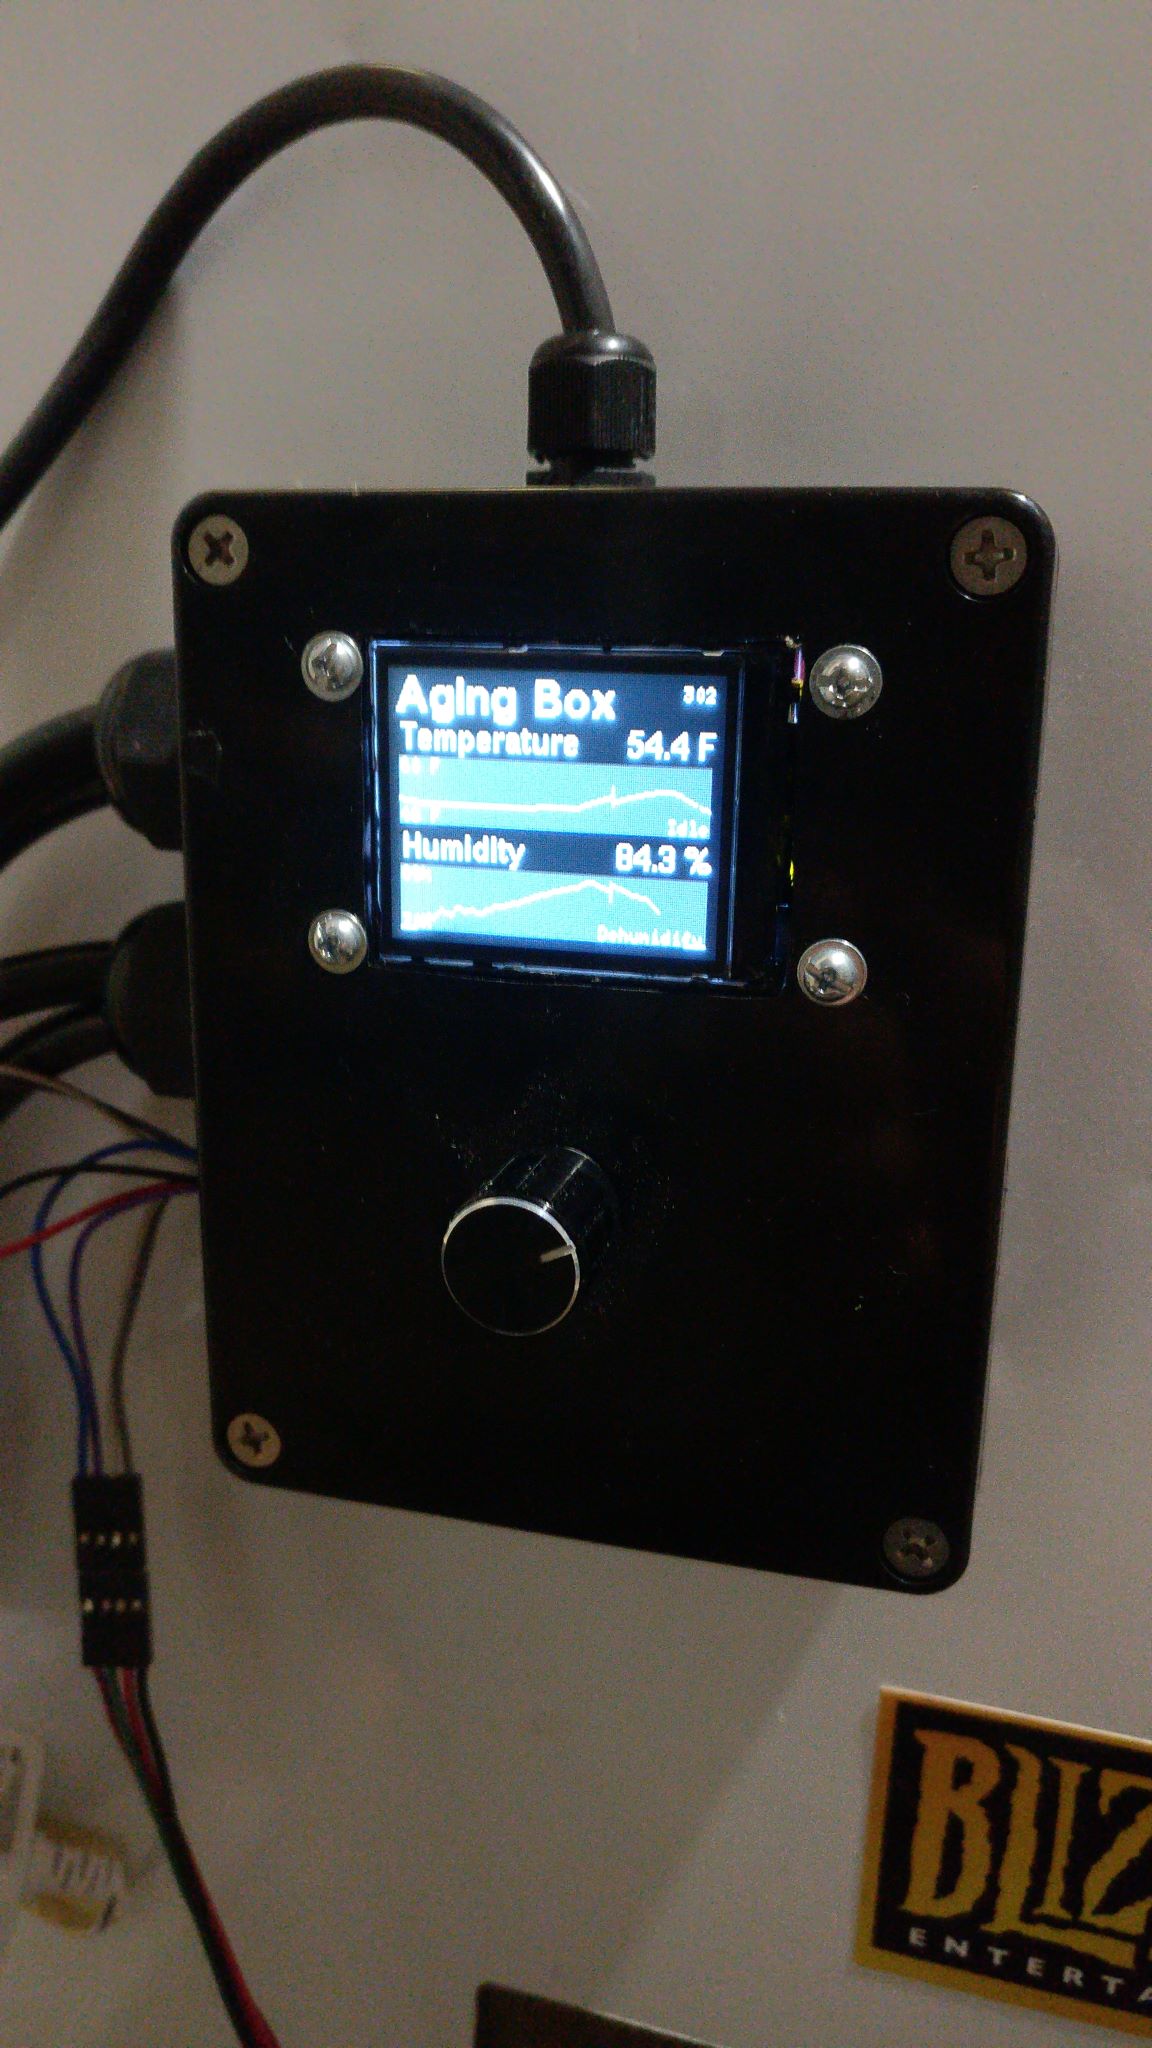 Aging Box 302
Temperature 54.4 F
Idle
Humidity 84.3 %
Dehumidify
BLIZ
ENTERTA